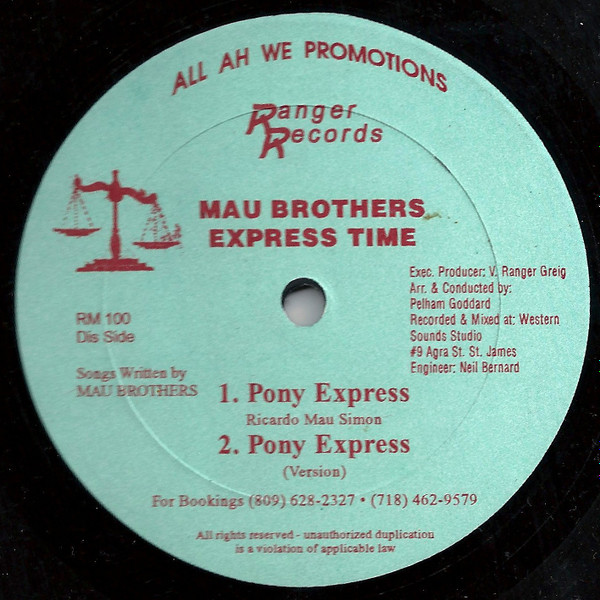 ALL AH WE PROMOTIONS
Ranger
Records
MAU BROTHERS
EXPRESS TIME
Exec. Producer: V. Ranger Greig
Arr. & Conducted by:
Pelham Goddard
Recorded & Mixed at: Western
Sounds Studio
#9 Agra St. St. James
Engineer: Neil Bernard
RM 100
Dis Side
Songs Written by
MAU BROTHERS
1. Pony Express
Ricardo Mau Simon
2. Pony Express
(Version)
For Bookings (809) 628-2327 • (718) 462-9579
All rights reserved - unauthorized duplication
is a violation of applicable law